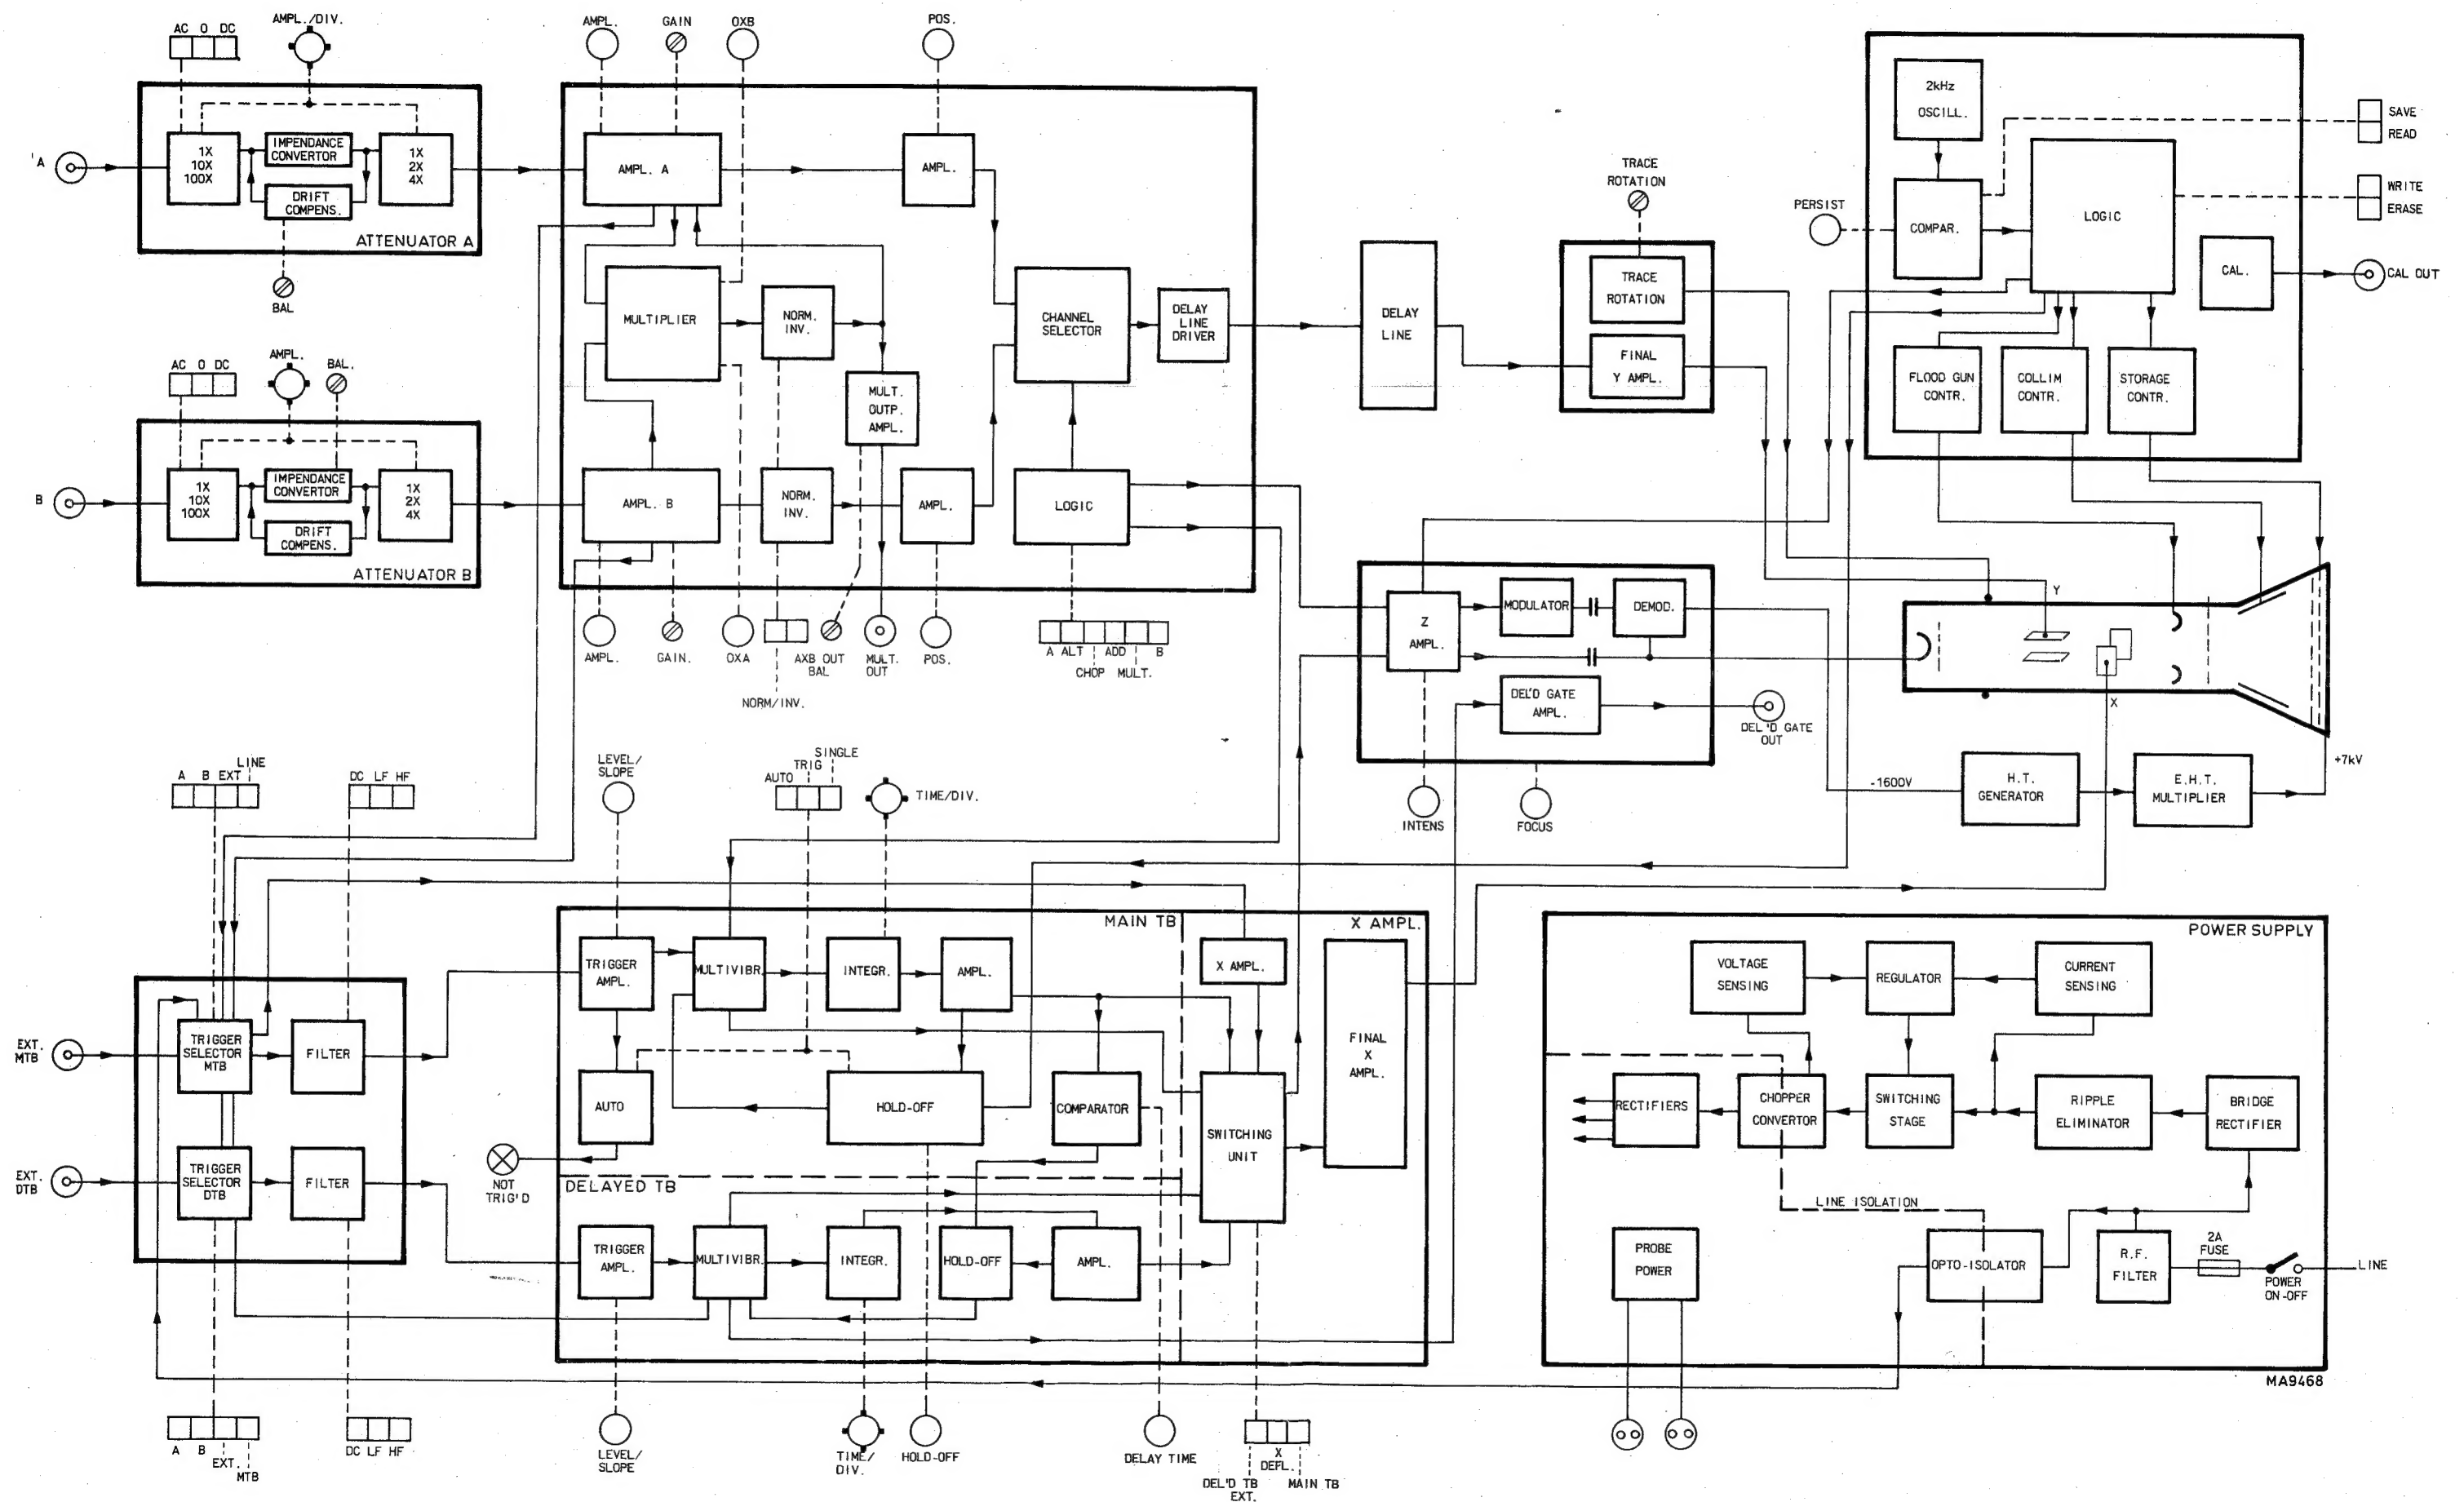 AC O DC
AMPL./DIV.
'A
1X
10X
100X
IMPENDANCE
CONVERTOR
DRIFT
COMPENS.
1X
2X
4X
ATTENUATOR A
BAL
AC O DC
AMPL.
BAL.
B
1X
10X
100X
IMPENDANCE
CONVERTOR
DRIFT
COMPENS.
1X
2X
4X
ATTENUATOR B
AMPL.
GAIN
OXB
POS.
AMPL. A
AMPL.
MULTIPLIER
NORM.
INV.
MULT.
OUTP.
AMPL.
CHANNEL
SELECTOR
DELAY
LINE
DRIVER
AMPL. B
NORM.
INV.
AMPL.
LOGIC
AMPL.
GAIN.
OXA
NORM/INV.
AXB OUT
BAL
MULT.
OUT
POS.
A ALT ADD B
CHOP MULT.
DELAY
LINE
TRACE
ROTATION
TRACE
ROTATION
FINAL
Y AMPL.
2kHz
OSCILL.
PERSIST
COMPAR.
LOGIC
SAVE
READ
WRITE
ERASE
CAL.
CAL OUT
FLOOD GUN
CONTR.
COLLIM
CONTR.
STORAGE
CONTR.
Z
AMPL.
MODULATOR
DEMOD.
DEL'D GATE
AMPL.
DEL'D GATE
OUT
INTENS
FOCUS
Y
X
+7kV
-1600V
H.T.
GENERATOR
E.H.T.
MULTIPLIER
A B EXT LINE
DC LF HF
LEVEL/
SLOPE
AUTO TRIG SINGLE
TIME/DIV.
EXT.
MTB
TRIGGER
SELECTOR
MTB
FILTER
EXT.
DTB
TRIGGER
SELECTOR
DTB
FILTER
A B
EXT.
MTB
DC LF HF
MAIN TB
X AMPL.
TRIGGER
AMPL.
MULTIVIBR.
INTEGR.
AMPL.
X AMPL.
FINAL
X
AMPL.
AUTO
HOLD-OFF
COMPARATOR
SWITCHING
UNIT
NOT
TRIG'D
DELAYED TB
TRIGGER
AMPL.
MULTIVIBR.
INTEGR.
HOLD-OFF
AMPL.
LEVEL/
SLOPE
TIME/
DIV.
HOLD-OFF
DELAY TIME
X
DEFL.
DEL'D TB MAIN TB
EXT.
POWER SUPPLY
VOLTAGE
SENSING
REGULATOR
CURRENT
SENSING
RECTIFIERS
CHOPPER
CONVERTOR
SWITCHING
STAGE
RIPPLE
ELIMINATOR
BRIDGE
RECTIFIER
LINE ISOLATION
PROBE
POWER
OPTO-ISOLATOR
R.F.
FILTER
2A
FUSE
POWER
ON-OFF
LINE
MA9468